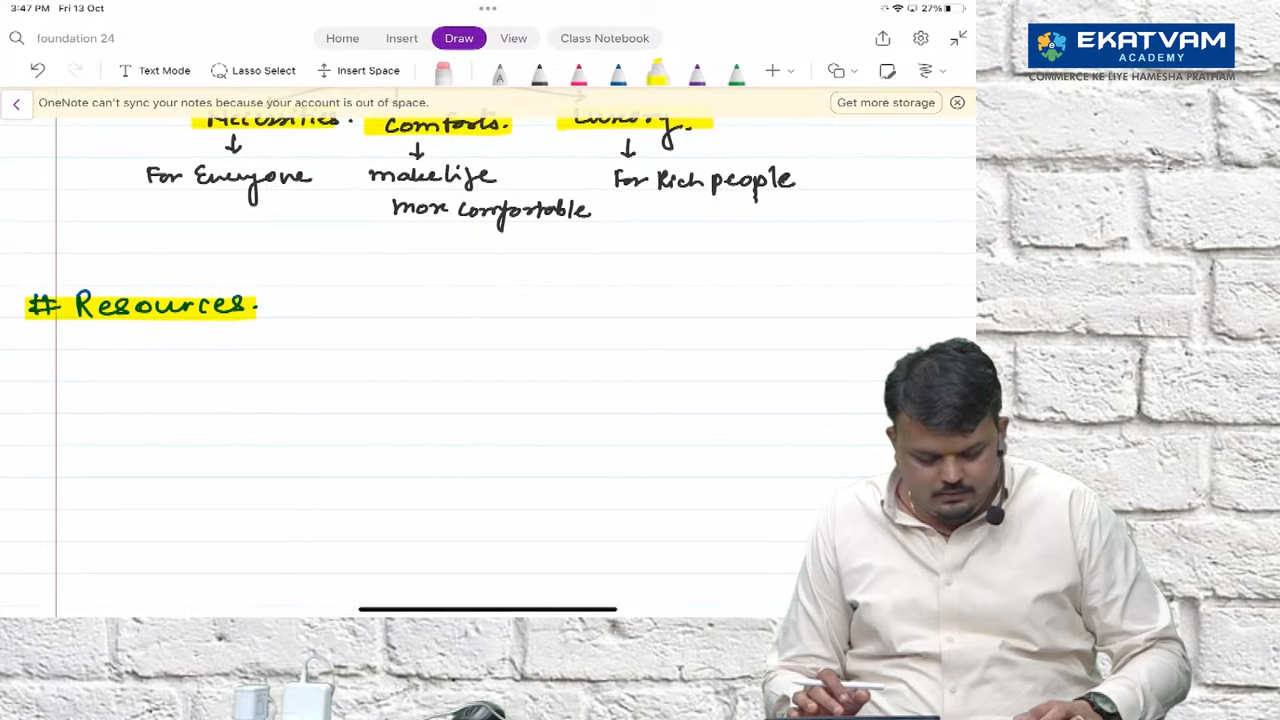 3:47 PM Fri 13 Oct
27%
foundation 24
Home Insert Draw View Class Notebook
Text Mode Lasso Select Insert Space
OneNote can't sync your notes because your account is out of space. Get more storage
Necessities. Comforts. Luxury.
For Everyone make life For Rich people
more comfortable
# Resources.
EKATVAM
ACADEMY
COMMERCE KE LIYE HAMESHA PRATHAM